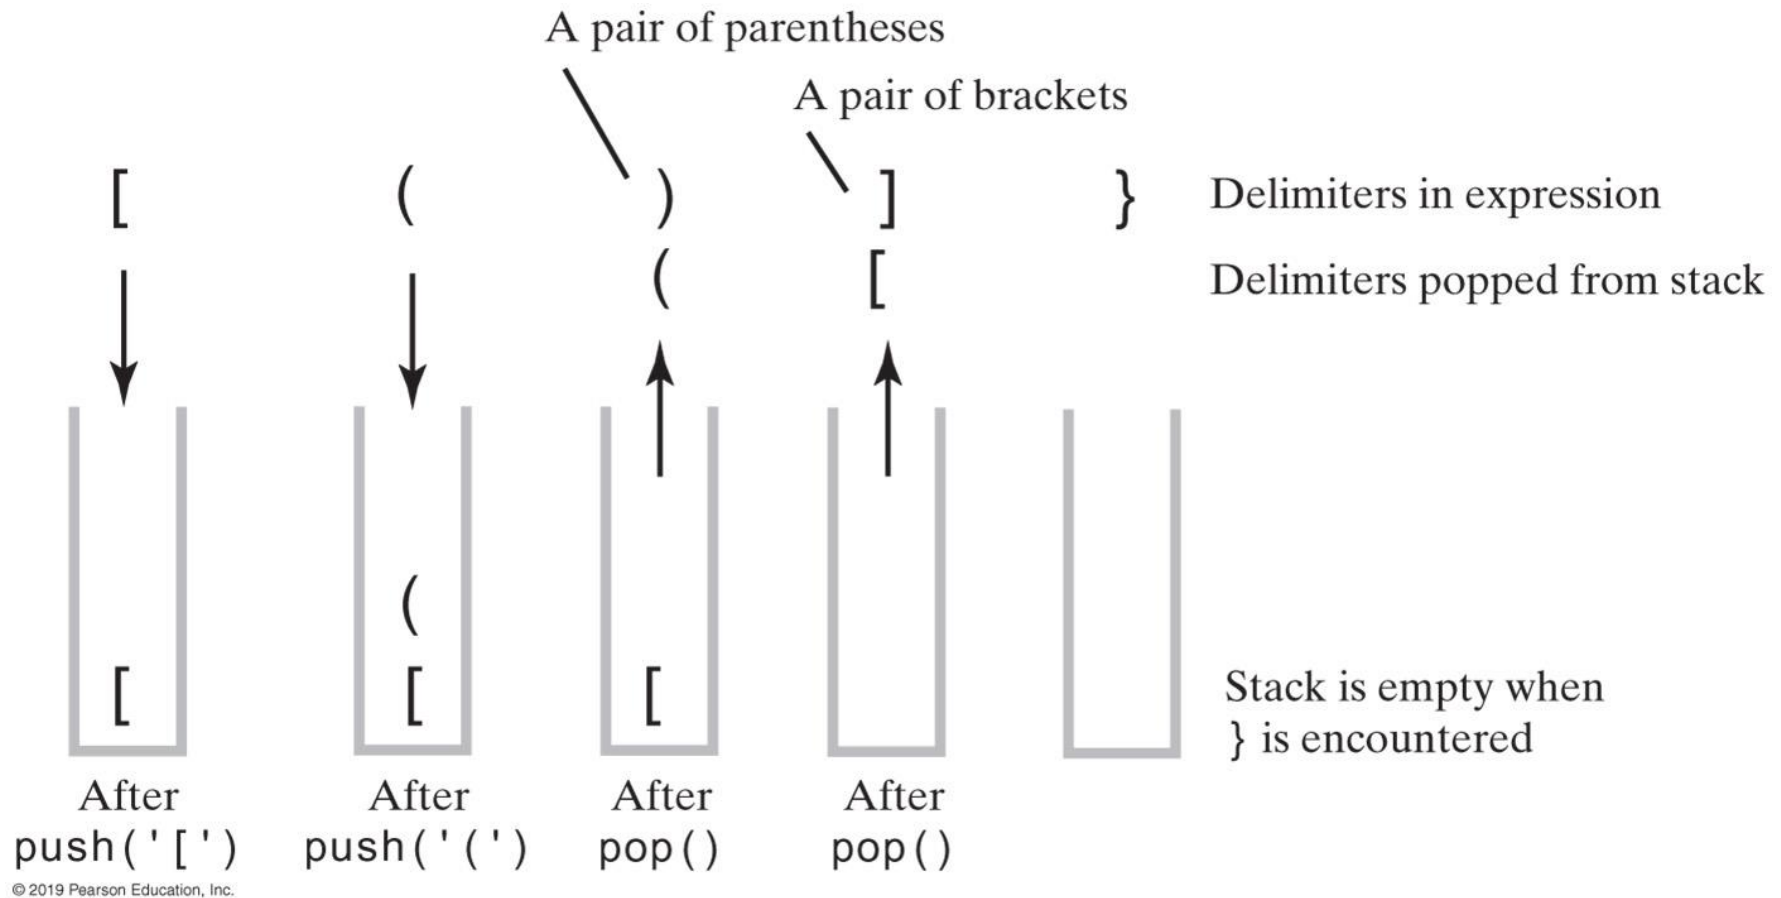 A pair of parentheses
A pair of brackets
[ ( ) ] } Delimiters in expression
( [ Delimiters popped from stack
(
[ [ [ Stack is empty when
} is encountered
After After After After
push('[') push('(') pop() pop()
© 2019 Pearson Education, Inc.